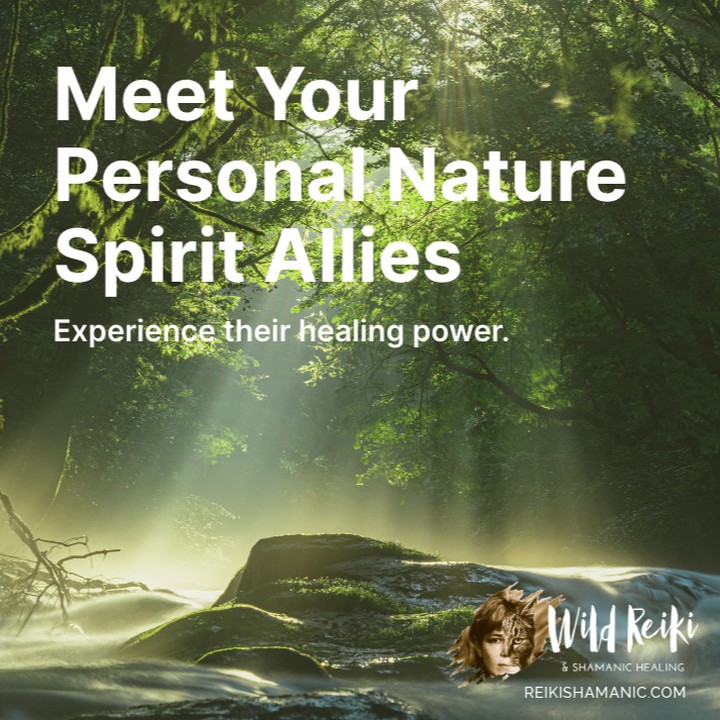 Meet Your
Personal Nature
Spirit Allies
Experience their healing power.
Wild Reiki
& SHAMANIC HEALING
REIKISHAMANIC.COM